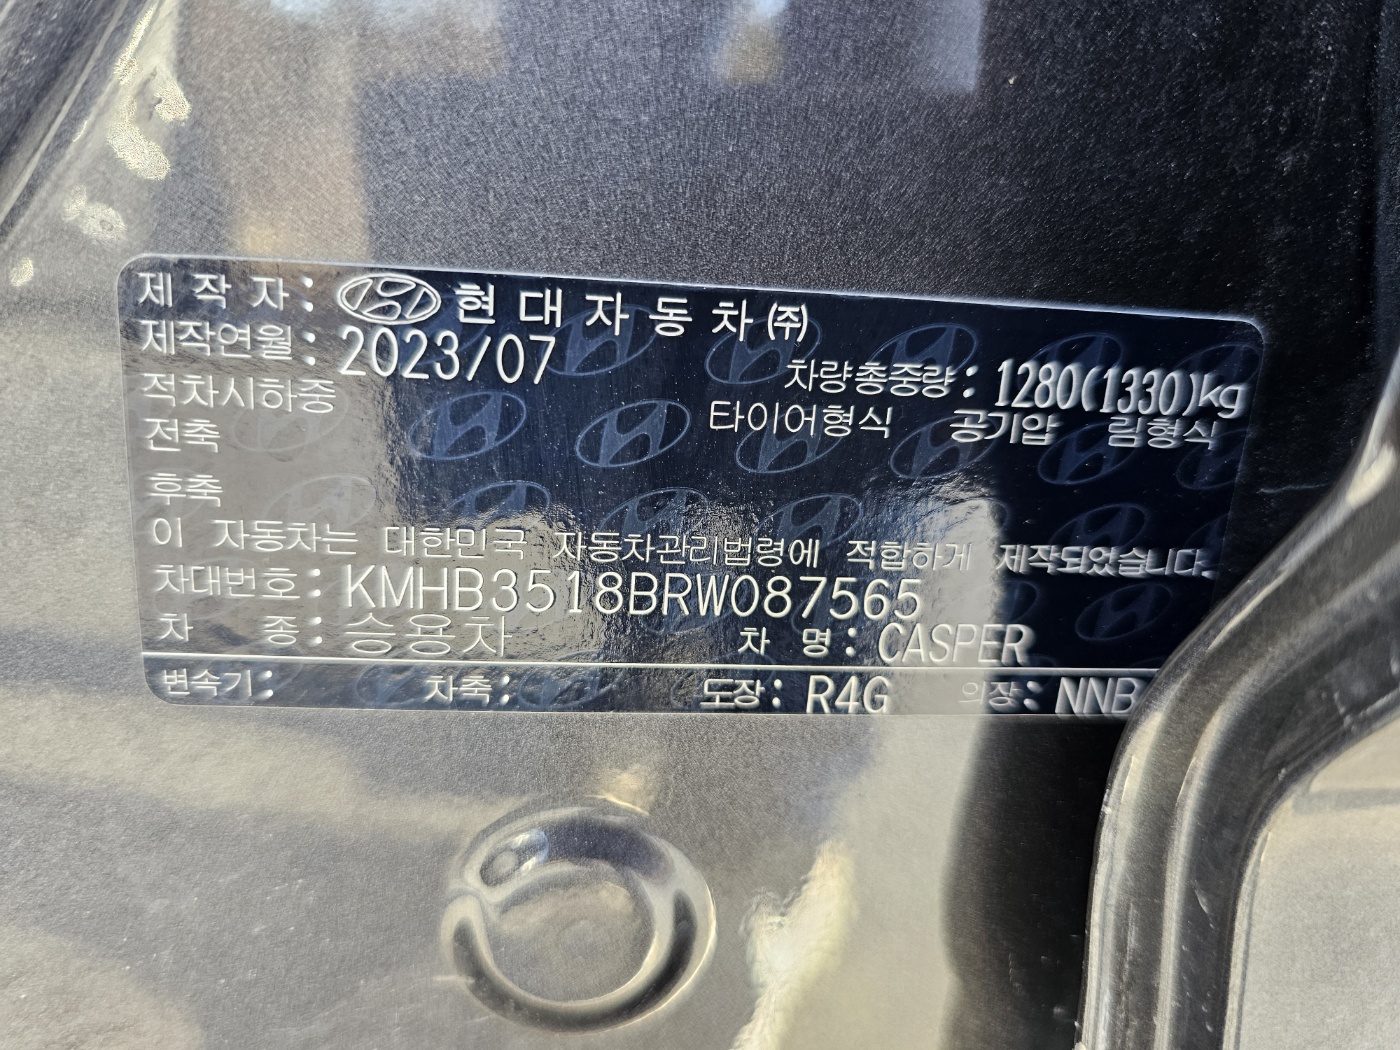 제 작 자 : 현 대 자 동 차 ㈜
제작연월 : 2023/07
차량총중량 : 1280(1330)kg
적차시하중 타이어형식 공기압 림형식
전축
후축
이 자동차는 대한민국 자동차관리법령에 적합하게 제작되었습니다.
차대번호 : KMHB3518BRW087565
차 종 : 승용차 차 명 : CASPER
변속기 : 차축 : 도장 : R4G 의장 : NNB